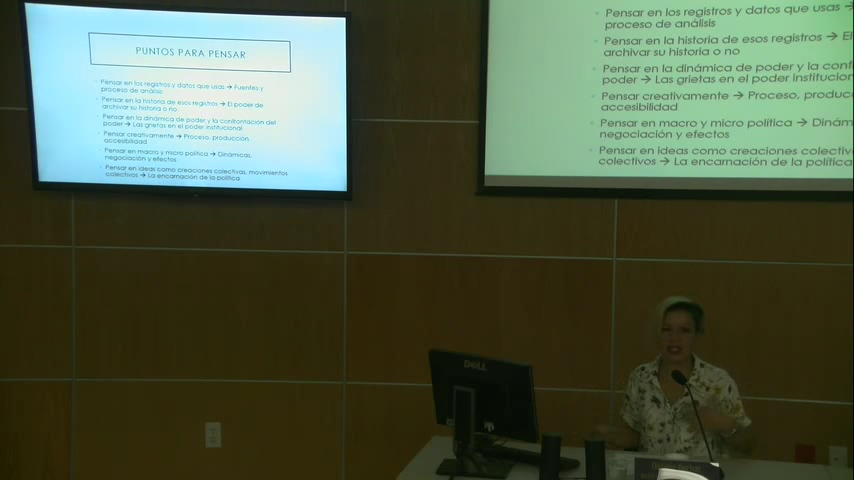 PUNTOS PARA PENSAR
Pensar en los registros y datos que usas → Fuentes y
proceso de análisis
Pensar en la historia de esos registros → El poder de
archivar su historia o no
Pensar en la dinámica de poder y la confrontación del
poder → Las grietas en el poder institucional
Pensar creativamente → Proceso, producción,
accesibilidad
Pensar en macro y micro política → Dinámicas,
negociación y efectos
Pensar en ideas como creaciones colectivas, movimientos
colectivos → La encarnación de la política
Pensar en los registros y datos que usas →
proceso de análisis
Pensar en la historia de esos registros → El
archivar su historia o no
Pensar en la dinámica de poder y la
poder → Las grietas en el poder
Pensar creativamente → Proceso,
accesibilidad
Pensar en macro y micro política →
negociación y efectos
Pensar en ideas como creaciones
colectivos → La encarnación de la política
DELL